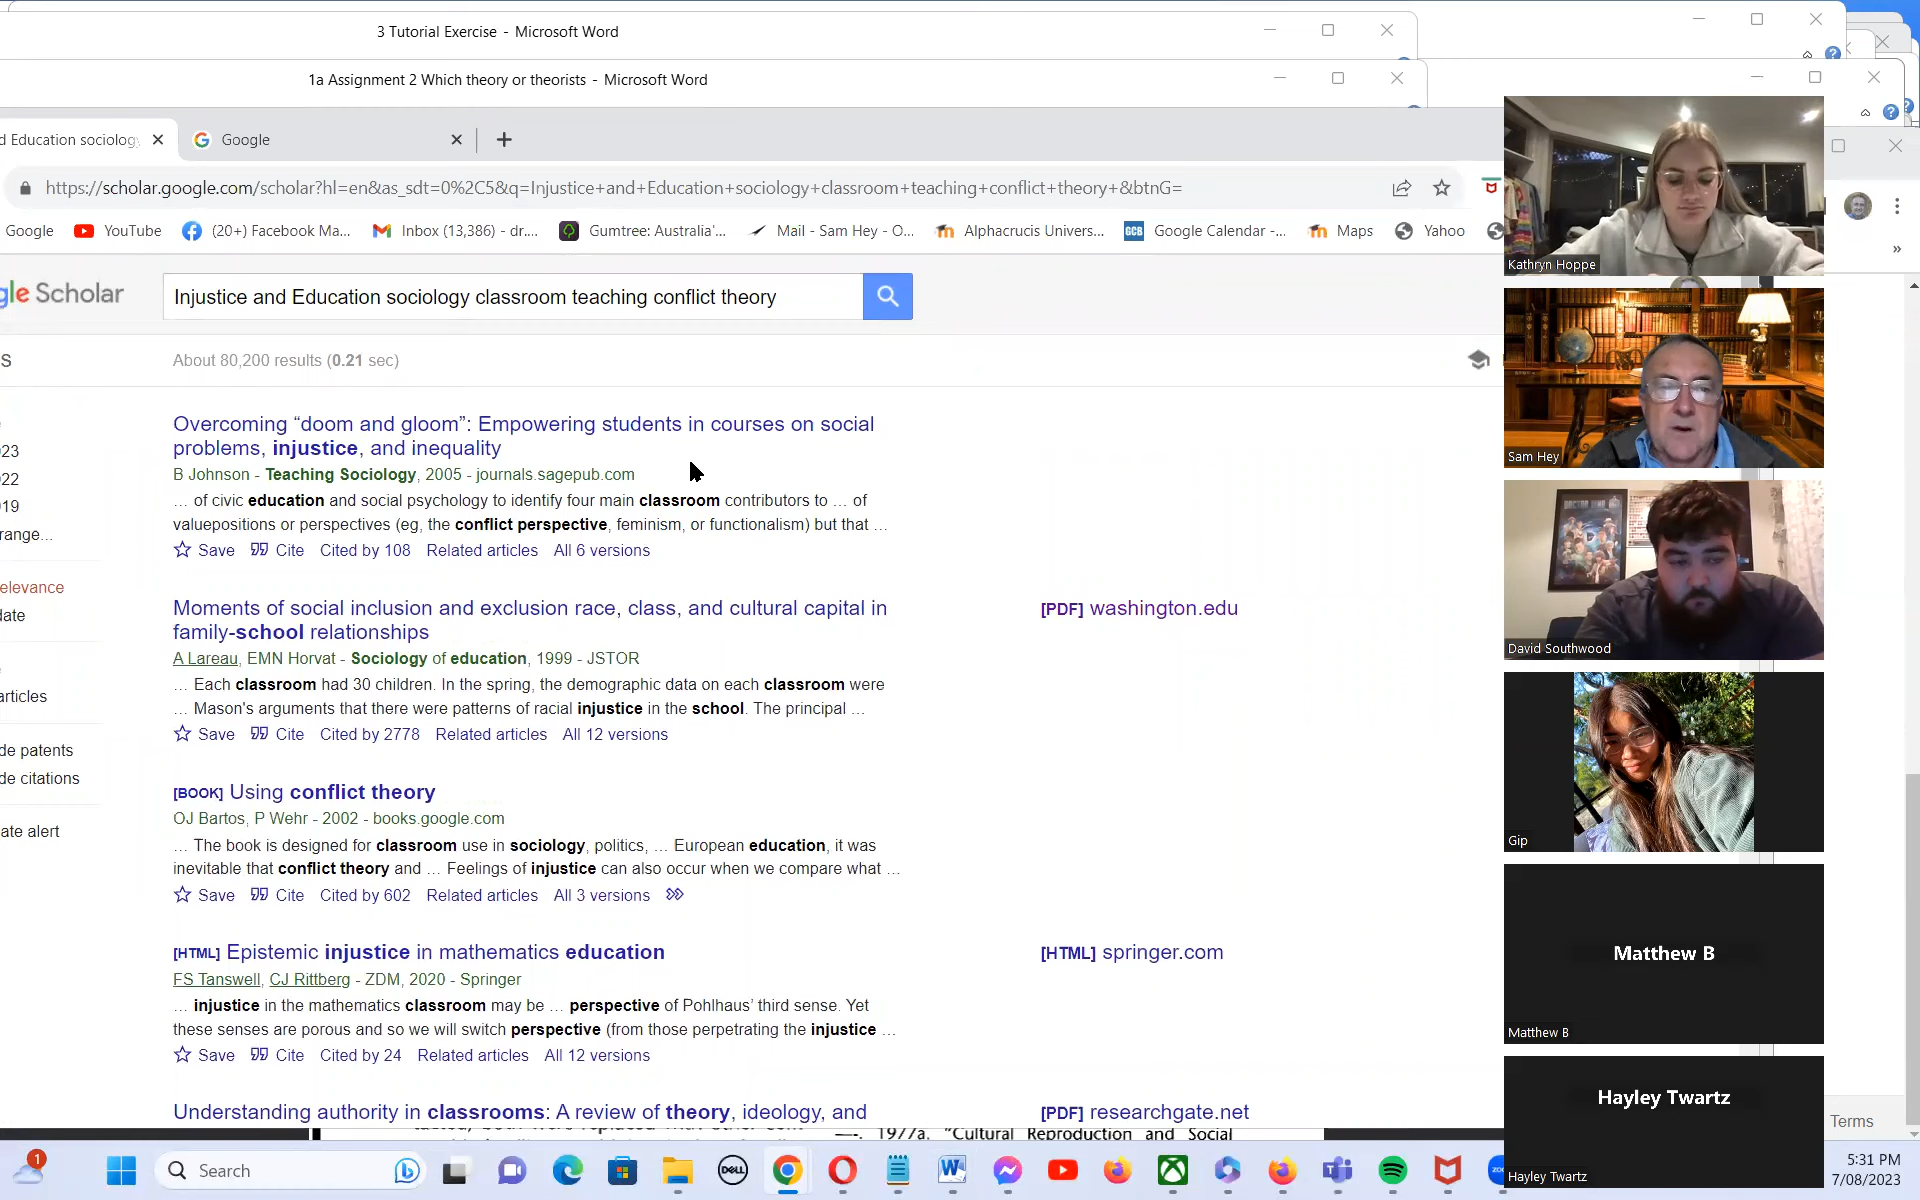 3 Tutorial Exercise - Microsoft Word
1a Assignment 2 Which theory or theorists - Microsoft Word
d Education sociology
Google
https://scholar.google.com/scholar?hl=en&as_sdt=0%2C5&q=Injustice+and+Education+sociology+classroom+teaching+conflict+theory+&btnG=
Google YouTube (20+) Facebook Ma... Inbox (13,386) - dr.... Gumtree: Australia'... Mail - Sam Hey - O... Alphacrucis Univers... GCB Google Calendar -... Maps Yahoo »
gle Scholar
Injustice and Education sociology classroom teaching conflict theory
S
About 80,200 results (0.21 sec)
023
022
019
range...
elevance
date
articles
de patents
de citations
ate alert
Overcoming “doom and gloom”: Empowering students in courses on social
problems, injustice, and inequality
B Johnson - Teaching Sociology, 2005 - journals.sagepub.com
... of civic education and social psychology to identify four main classroom contributors to ... of
valuepositions or perspectives (eg, the conflict perspective, feminism, or functionalism) but that ...
Save Cite Cited by 108 Related articles All 6 versions
Moments of social inclusion and exclusion race, class, and cultural capital in
family-school relationships
[PDF] washington.edu
A Lareau, EMN Horvat - Sociology of education, 1999 - JSTOR
... Each classroom had 30 children. In the spring, the demographic data on each classroom were
... Mason's arguments that there were patterns of racial injustice in the school. The principal ...
Save Cite Cited by 2778 Related articles All 12 versions
[BOOK] Using conflict theory
OJ Bartos, P Wehr - 2002 - books.google.com
... The book is designed for classroom use in sociology, politics, ... European education, it was
inevitable that conflict theory and ... Feelings of injustice can also occur when we compare what ...
Save Cite Cited by 602 Related articles All 3 versions
[HTML] Epistemic injustice in mathematics education
[HTML] springer.com
FS Tanswell, CJ Rittberg - ZDM, 2020 - Springer
... injustice in the mathematics classroom may be ... perspective of Pohlhaus’ third sense. Yet
these senses are porous and so we will switch perspective (from those perpetrating the injustice ...
Save Cite Cited by 24 Related articles All 12 versions
Understanding authority in classrooms: A review of theory, ideology, and
[PDF] researchgate.net
1977a. "Cultural Reproduction and Social
Kathryn Hoppe
Sam Hey
David Southwood
Gip
Matthew B
Matthew B
Hayley Twartz
Hayley Twartz
Terms
1
Search
DELL
5:31 PM
7/08/2023